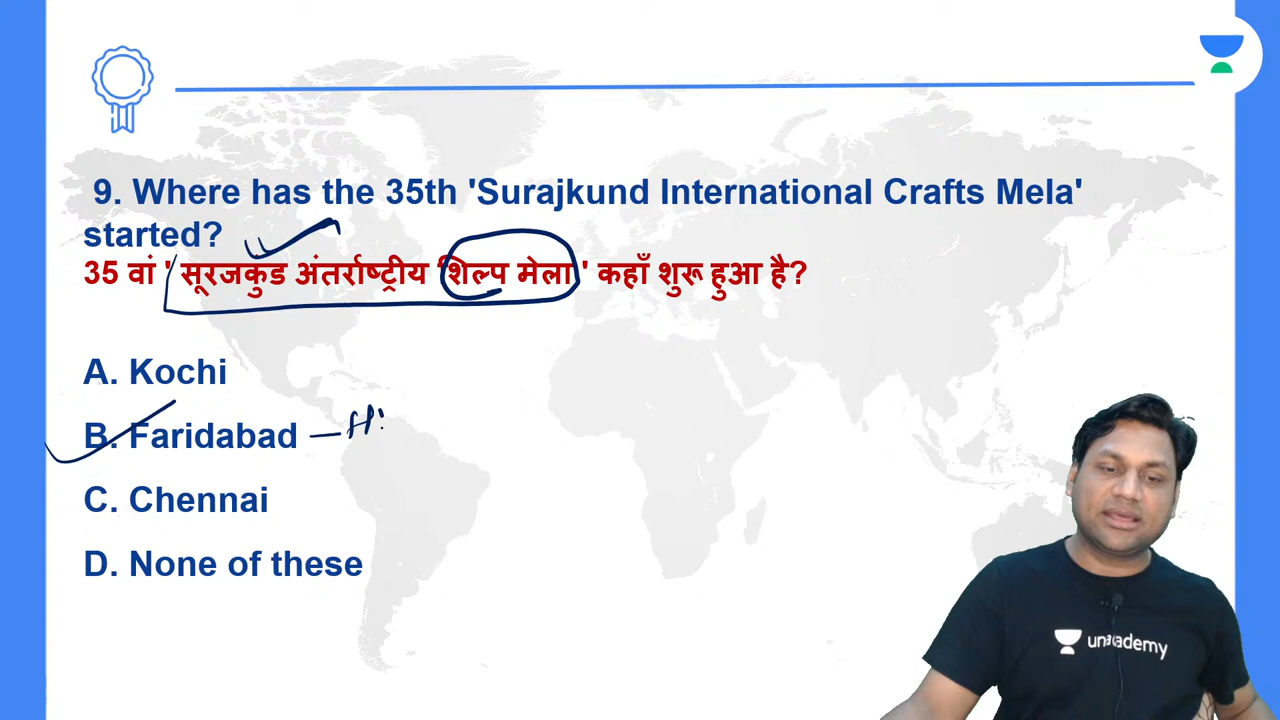 9. Where has the 35th 'Surajkund International Crafts Mela'
started?
35 वां ' सूरजकुंड अंतर्राष्ट्रीय 'शिल्प मेला ' कहाँ शुरू हुआ है?
A. Kochi
B. Faridabad
C. Chennai
D. None of these
unacademy